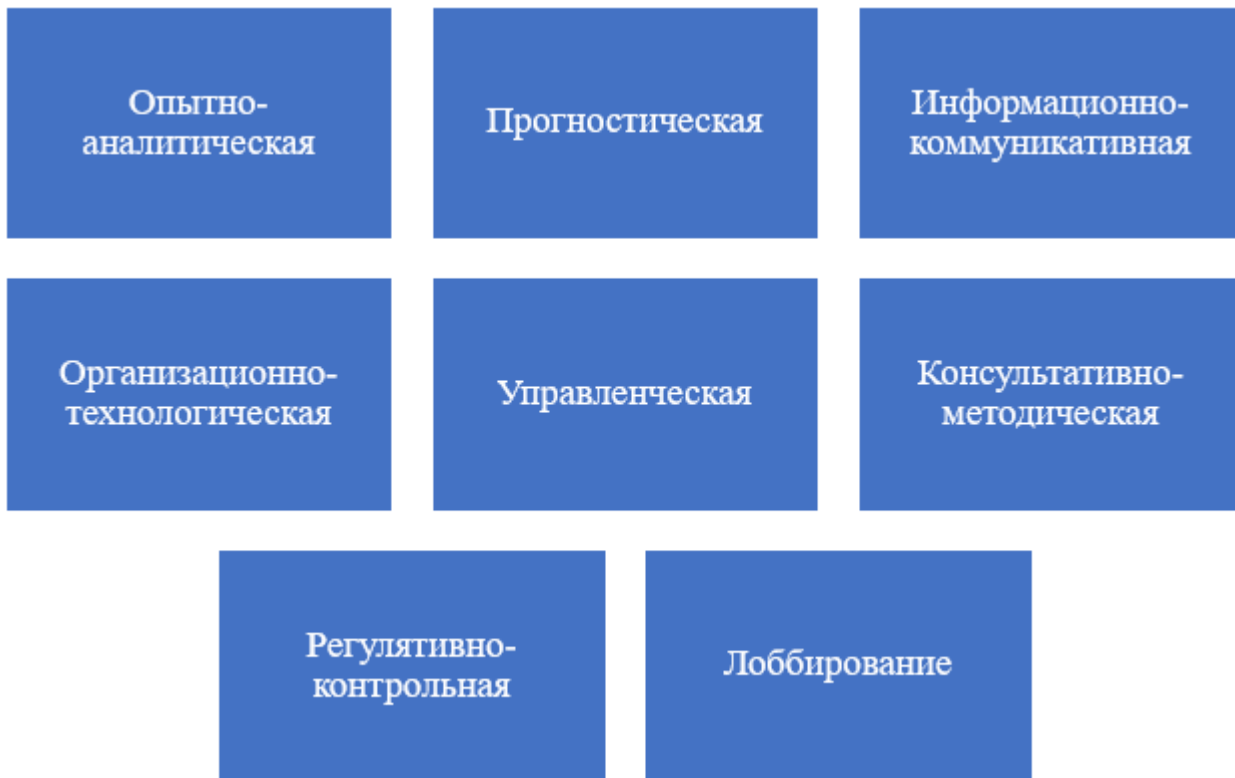 Опытно-
аналитическая
Прогностическая
Информационно-
коммуникативная
Организационно-
технологическая
Управленческая
Консультативно-
методическая
Регулятивно-
контрольная
Лоббирование